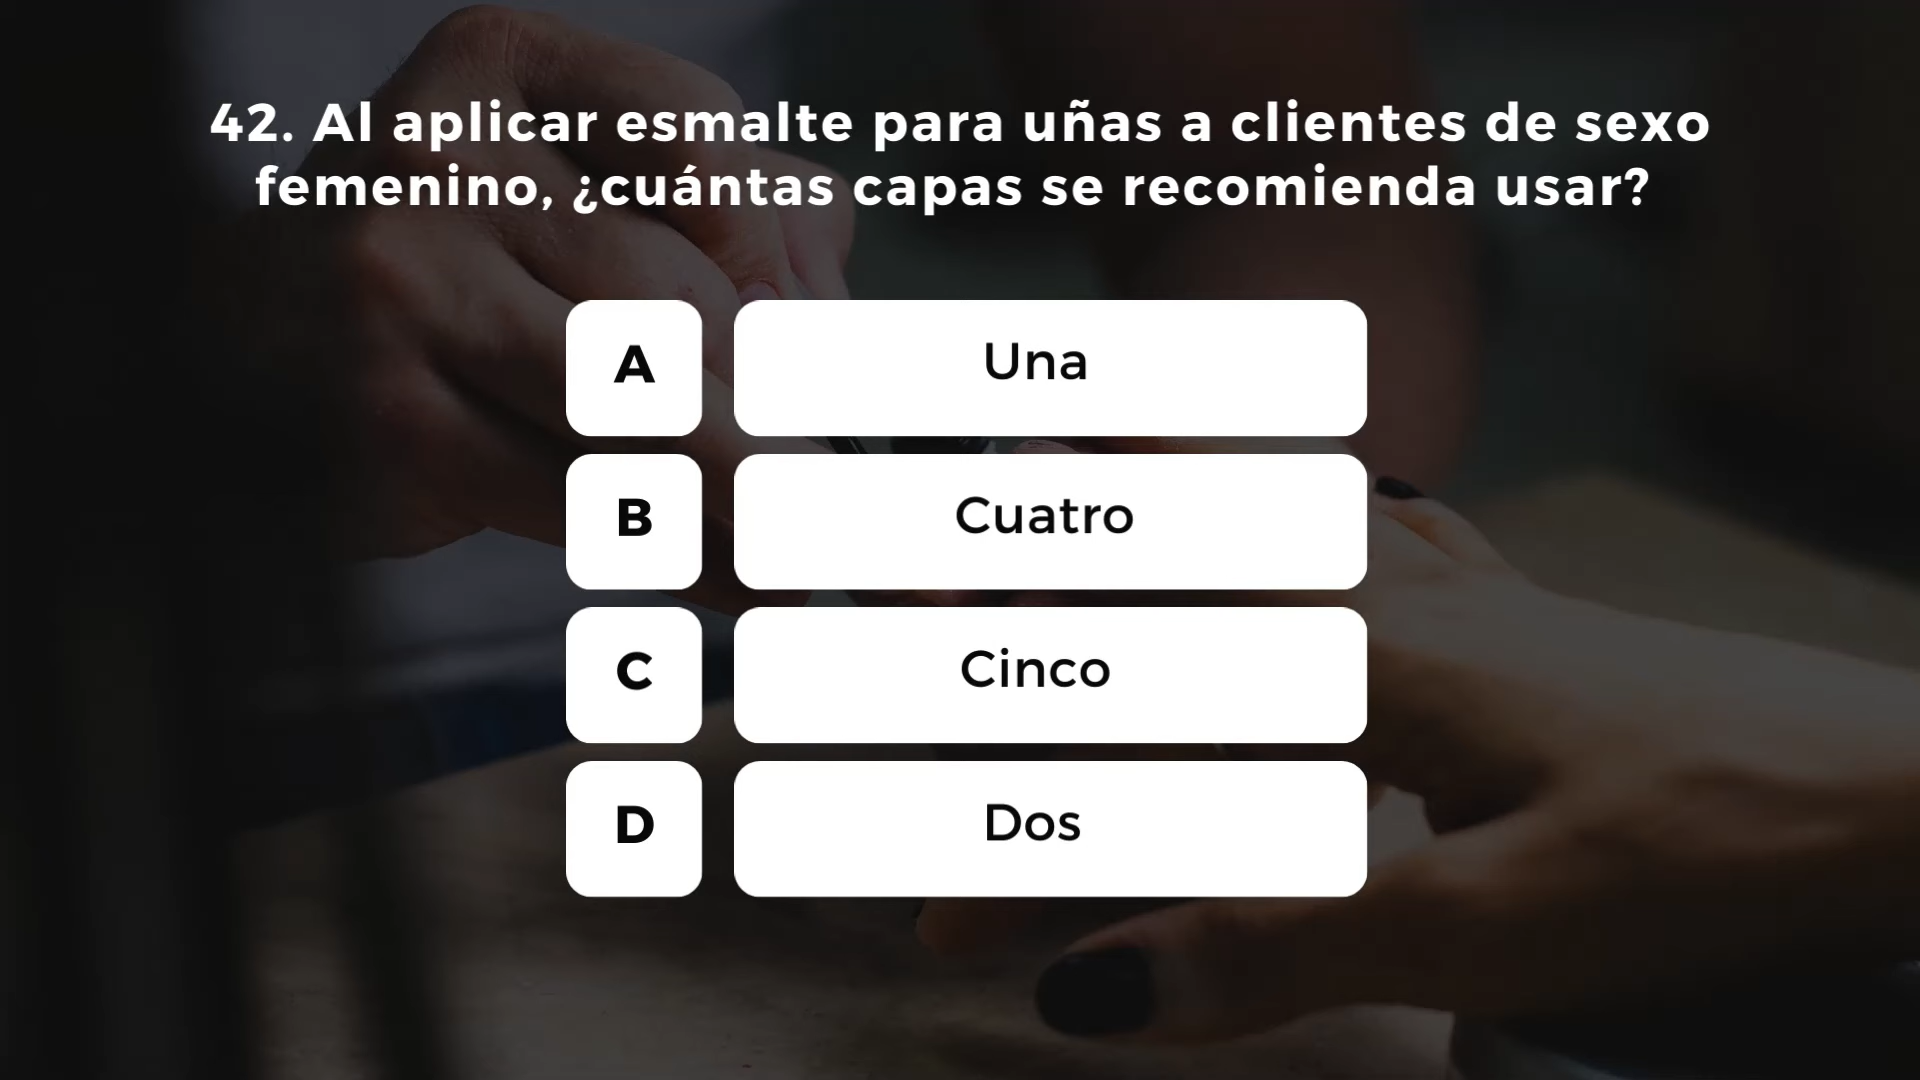 42. Al aplicar esmalte para uñas a clientes de sexo
femenino, ¿cuántas capas se recomienda usar?
A
Una
B
Cuatro
C
Cinco
D
Dos